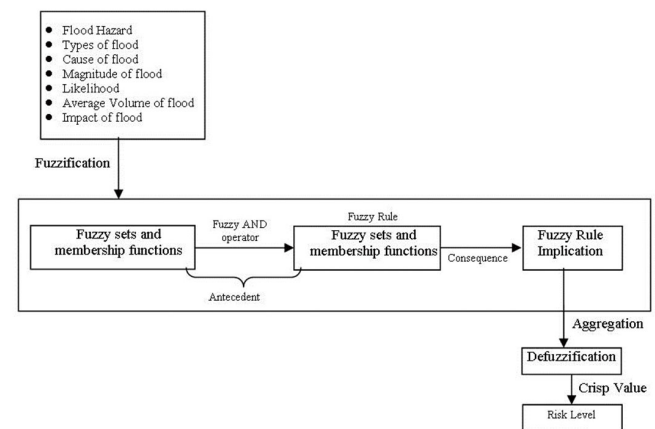 Flood Hazard
Types of flood
Cause of flood
Magnitude of flood
Likelihood
Average Volume of flood
Impact of flood
Fuzzification
Fuzzy sets and
membership functions
Fuzzy AND
operator
Antecedent
Fuzzy Rule
Fuzzy sets and
membership functions
Consequence
Fuzzy Rule
Implication
Aggregation
Defuzzification
Crisp Value
Risk Level